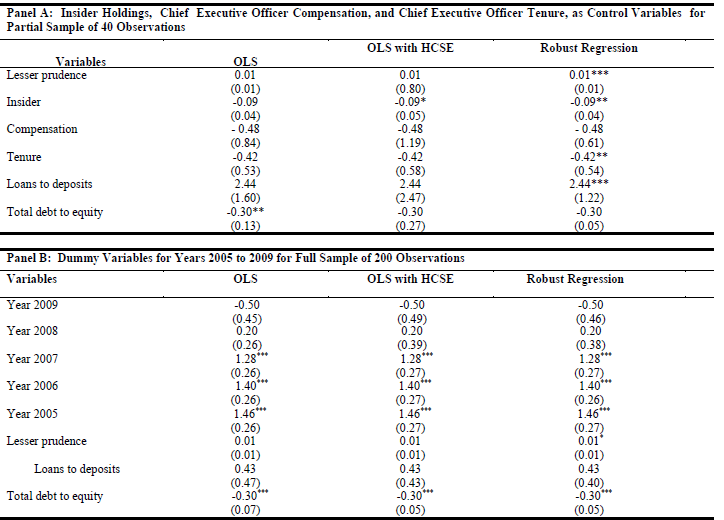 Panel A: Insider Holdings, Chief Executive Officer Compensation, and Chief Executive Officer Tenure, as Control Variables for
Partial Sample of 40 Observations
Variables OLS OLS with HCSE Robust Regression
Lesser prudence 0.01 0.01 0.01***
(0.01) (0.80) (0.01)
Insider -0.09 -0.09* -0.09**
(0.04) (0.05) (0.04)
Compensation - 0.48 -0.48 - 0.48
(0.84) (1.19) (0.61)
Tenure -0.42 -0.42 -0.42**
(0.53) (0.58) (0.54)
Loans to deposits 2.44 2.44 2.44***
(1.60) (2.47) (1.22)
Total debt to equity -0.30** -0.30 -0.30
(0.13) (0.27) (0.05)
Panel B: Dummy Variables for Years 2005 to 2009 for Full Sample of 200 Observations
Variables OLS OLS with HCSE Robust Regression
Year 2009 -0.50 -0.50 -0.50
(0.45) (0.49) (0.46)
Year 2008 0.20 0.20 0.20
(0.26) (0.39) (0.38)
Year 2007 1.28*** 1.28*** 1.28***
(0.26) (0.27) (0.27)
Year 2006 1.40*** 1.40*** 1.40***
(0.26) (0.27) (0.26)
Year 2005 1.46*** 1.46*** 1.46***
(0.26) (0.27) (0.27)
Lesser prudence 0.01 0.01 0.01*
(0.01) (0.01) (0.01)
Loans to deposits 0.43 0.43 0.43
(0.47) (0.43) (0.40)
Total debt to equity -0.30*** -0.30*** -0.30***
(0.07) (0.05) (0.05)